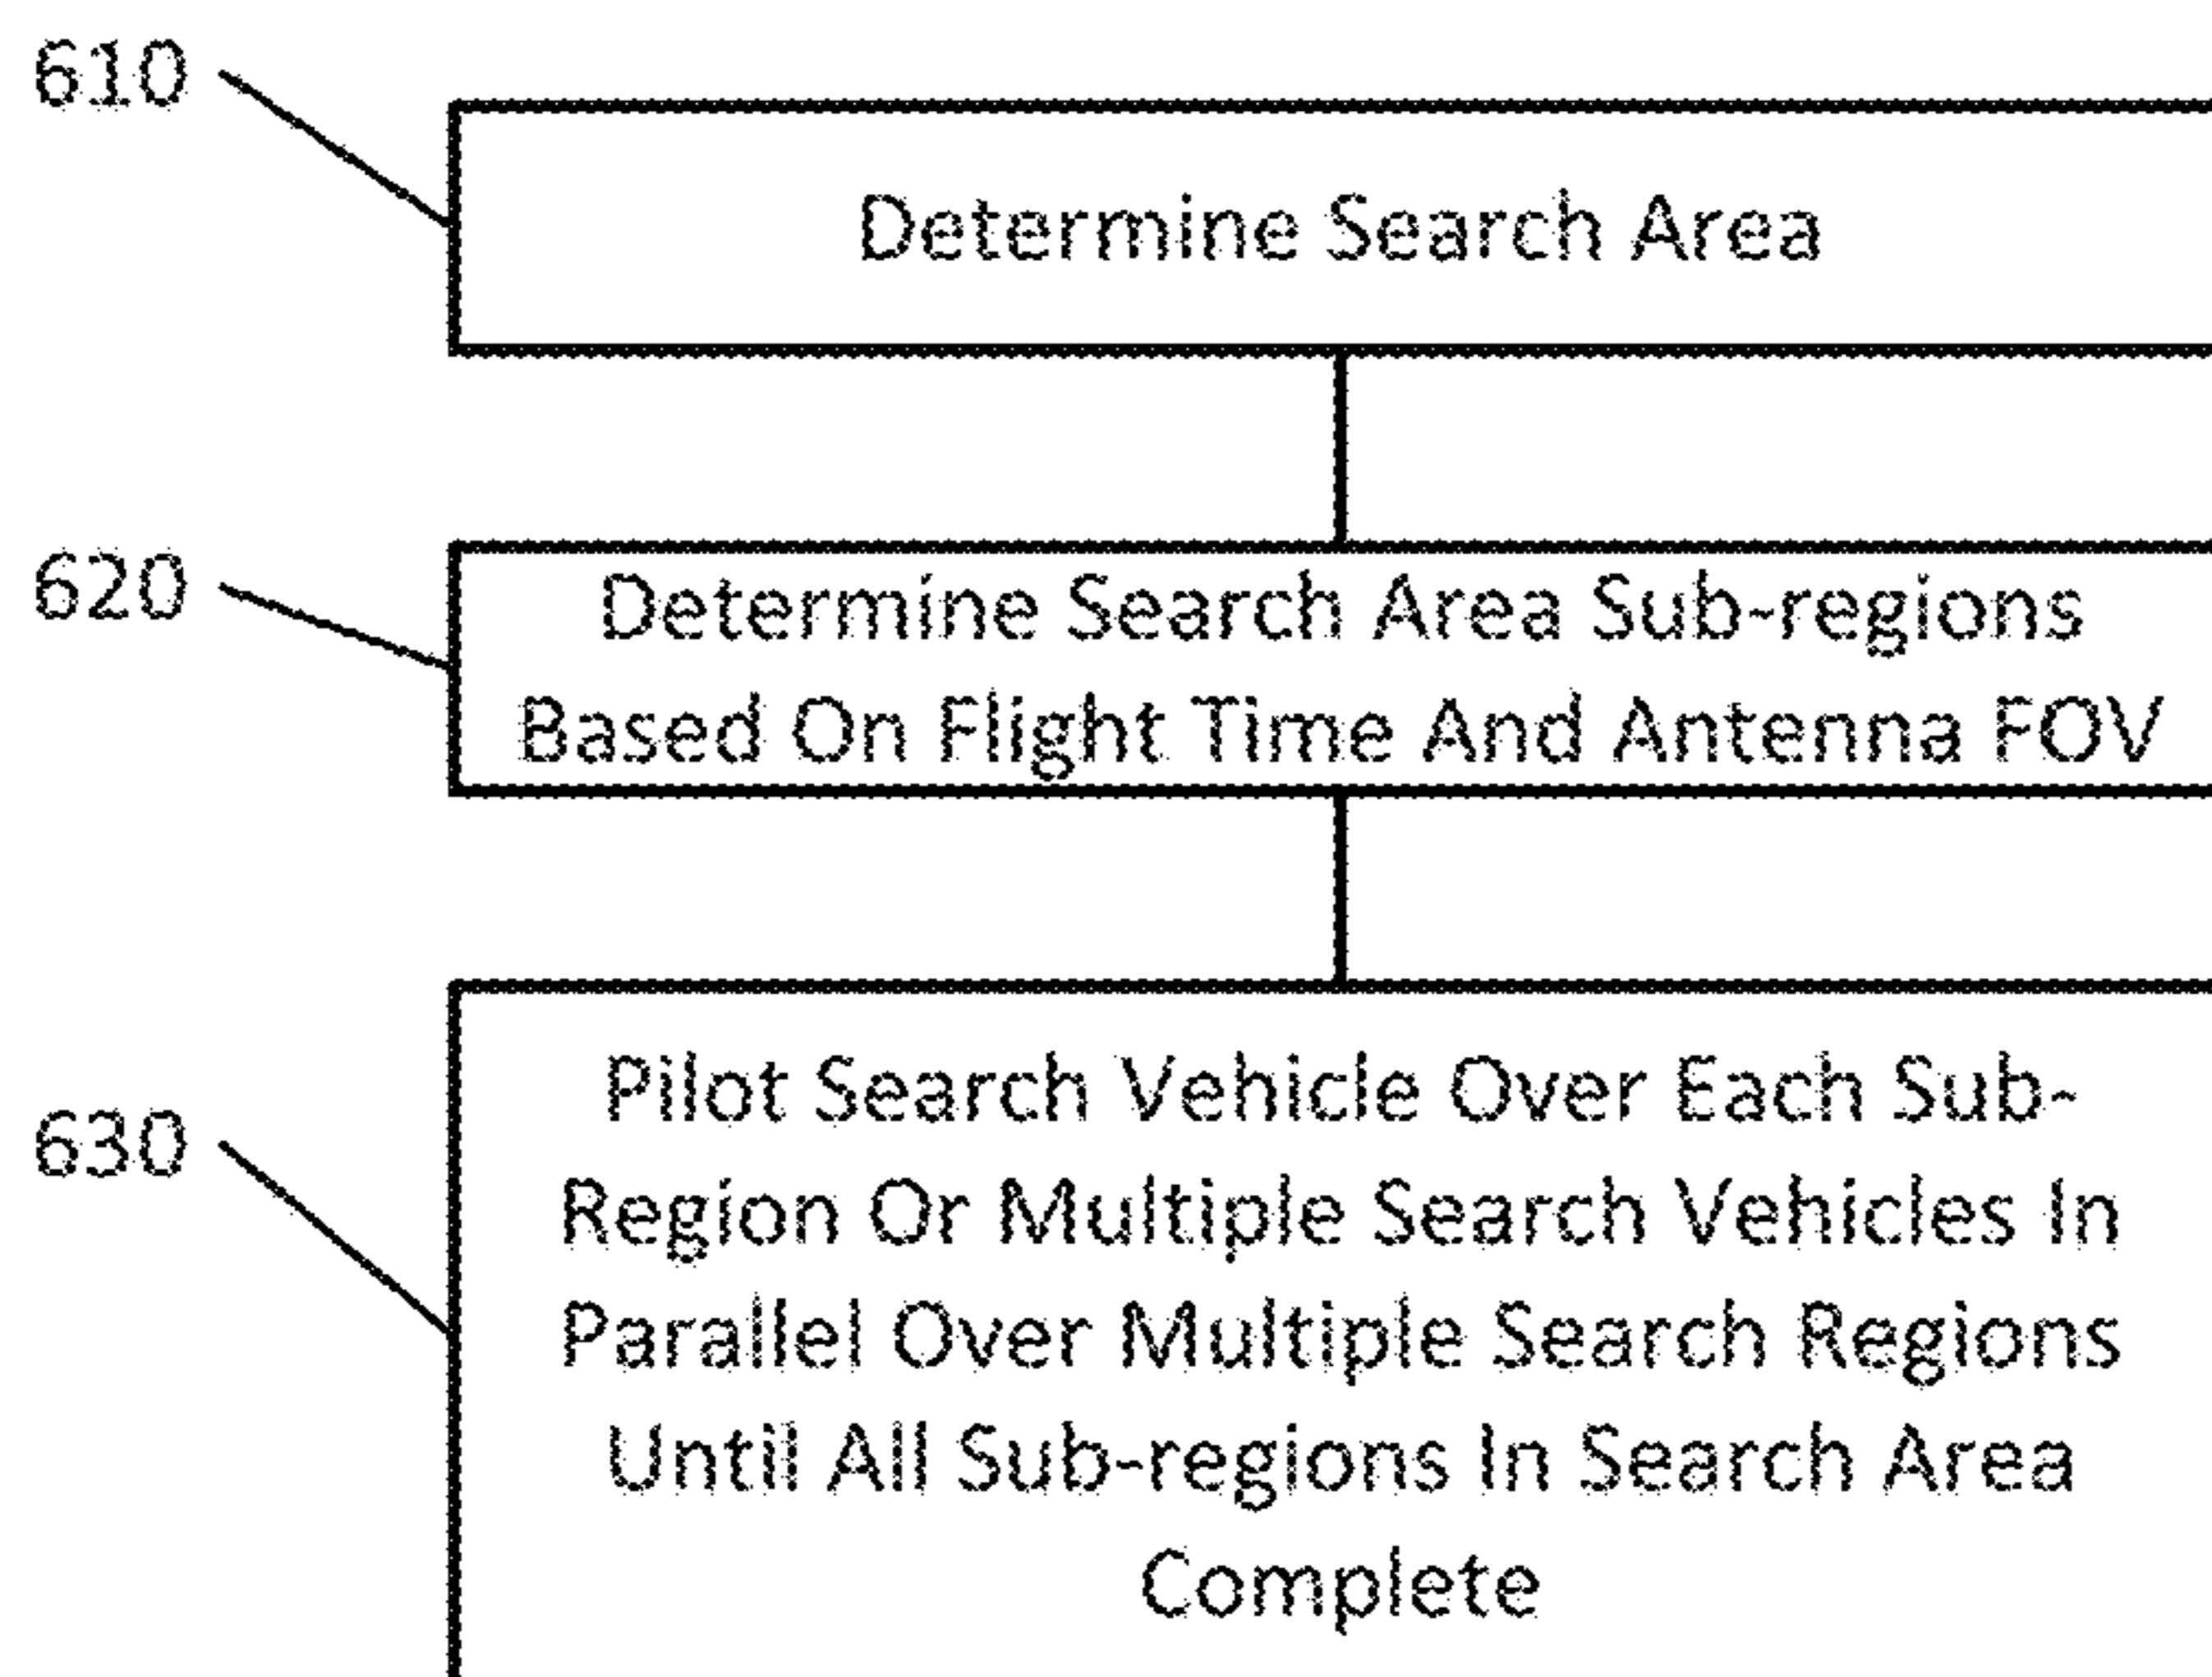 610
Determine Search Area
620
Determine Search Area Sub-regions
Based On Flight Time And Antenna FOV
630
Pilot Search Vehicle Over Each Sub-
Region Or Multiple Search Vehicles In
Parallel Over Multiple Search Regions
Until All Sub-regions In Search Area
Complete